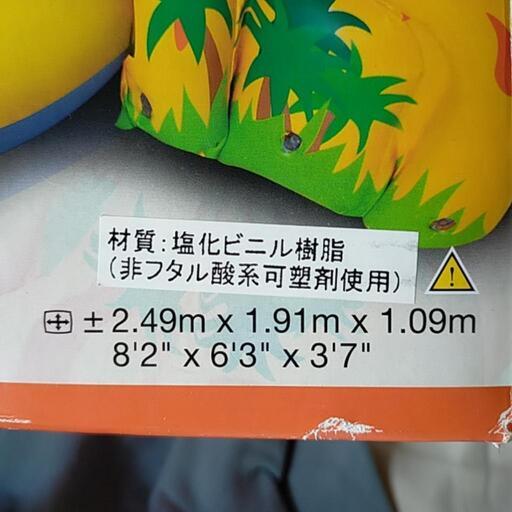 材質:塩化ビニル樹脂
(非フタル酸系可塑剤使用)
± 2.49m x 1.91m x 1.09m
8'2" x 6'3" x 3'7"